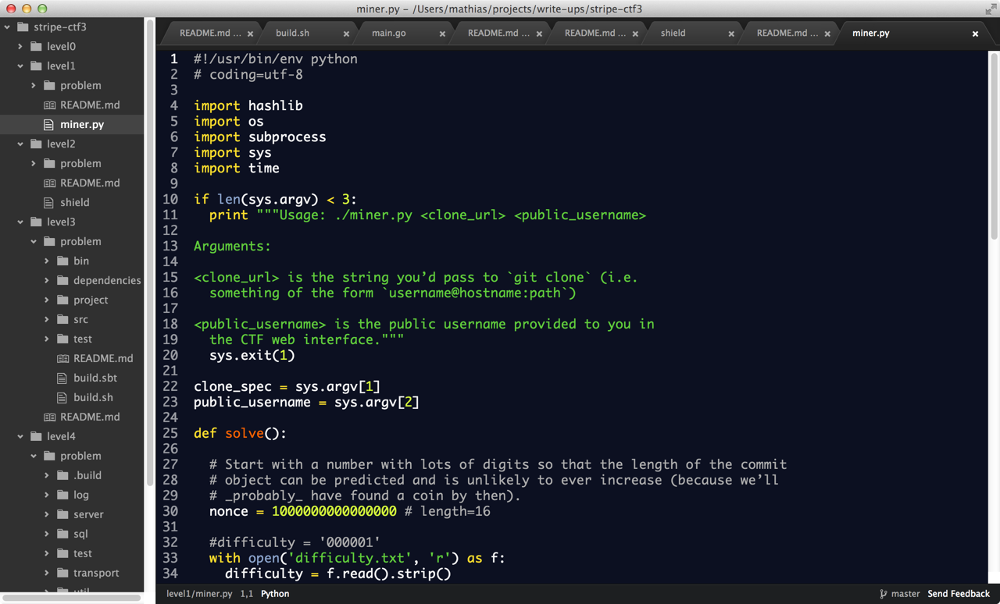 miner.py – /Users/mathias/projects/write-ups/stripe-ctf3
stripe-ctf3
level0
level1
problem
README.md
miner.py
level2
problem
README.md
shield
level3
problem
bin
dependencies
project
src
test
README.md
build.sbt
build.sh
README.md
level4
problem
.build
log
server
sql
test
transport
util
README.md ...
build.sh
main.go
README.md ...
README.md ...
shield
README.md ...
miner.py
1 #!/usr/bin/env python
2 # coding=utf-8
3
4 import hashlib
5 import os
6 import subprocess
7 import sys
8 import time
9
10 if len(sys.argv) < 3:
11   print """Usage: ./miner.py <clone_url> <public_username>
12
13 Arguments:
14
15 <clone_url> is the string you’d pass to `git clone` (i.e.
16   something of the form `username@hostname:path`)
17
18 <public_username> is the public username provided to you in
19   the CTF web interface."""
20   sys.exit(1)
21
22 clone_spec = sys.argv[1]
23 public_username = sys.argv[2]
24
25 def solve():
26
27   # Start with a number with lots of digits so that the length of the commit
28   # object can be predicted and is unlikely to ever increase (because we’ll
29   # _probably_ have found a coin by then).
30   nonce = 1000000000000000 # length=16
31
32   #difficulty = '000001'
33   with open('difficulty.txt', 'r') as f:
34     difficulty = f.read().strip()
level1/miner.py 1,1 Python
master Send Feedback